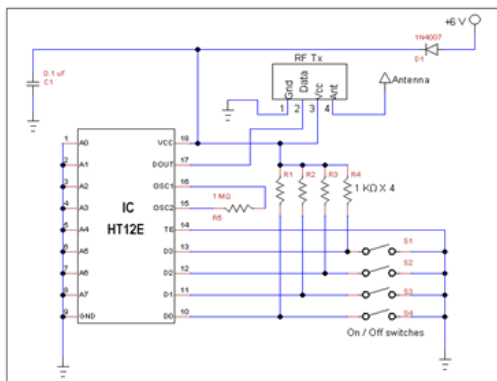 +6 V
1N4007
D1
RF Tx
Gnd
Data
Vcc
Ant
1 2 3 4
Antenna
0.1 uF
C1
1 A0 VCC 18
2 A1 DOUT 17
3 A2 OSC1 16
4 A3 OSC2 15
5 A4 TE 14
6 A5 D3 13
7 A6 D2 12
8 A7 D1 11
9 GND D0 10
IC
HT12E
1 MΩ
R5
R1 R2 R3 R4
1 KΩ X 4
S1
S2
S3
S4
On / Off switches